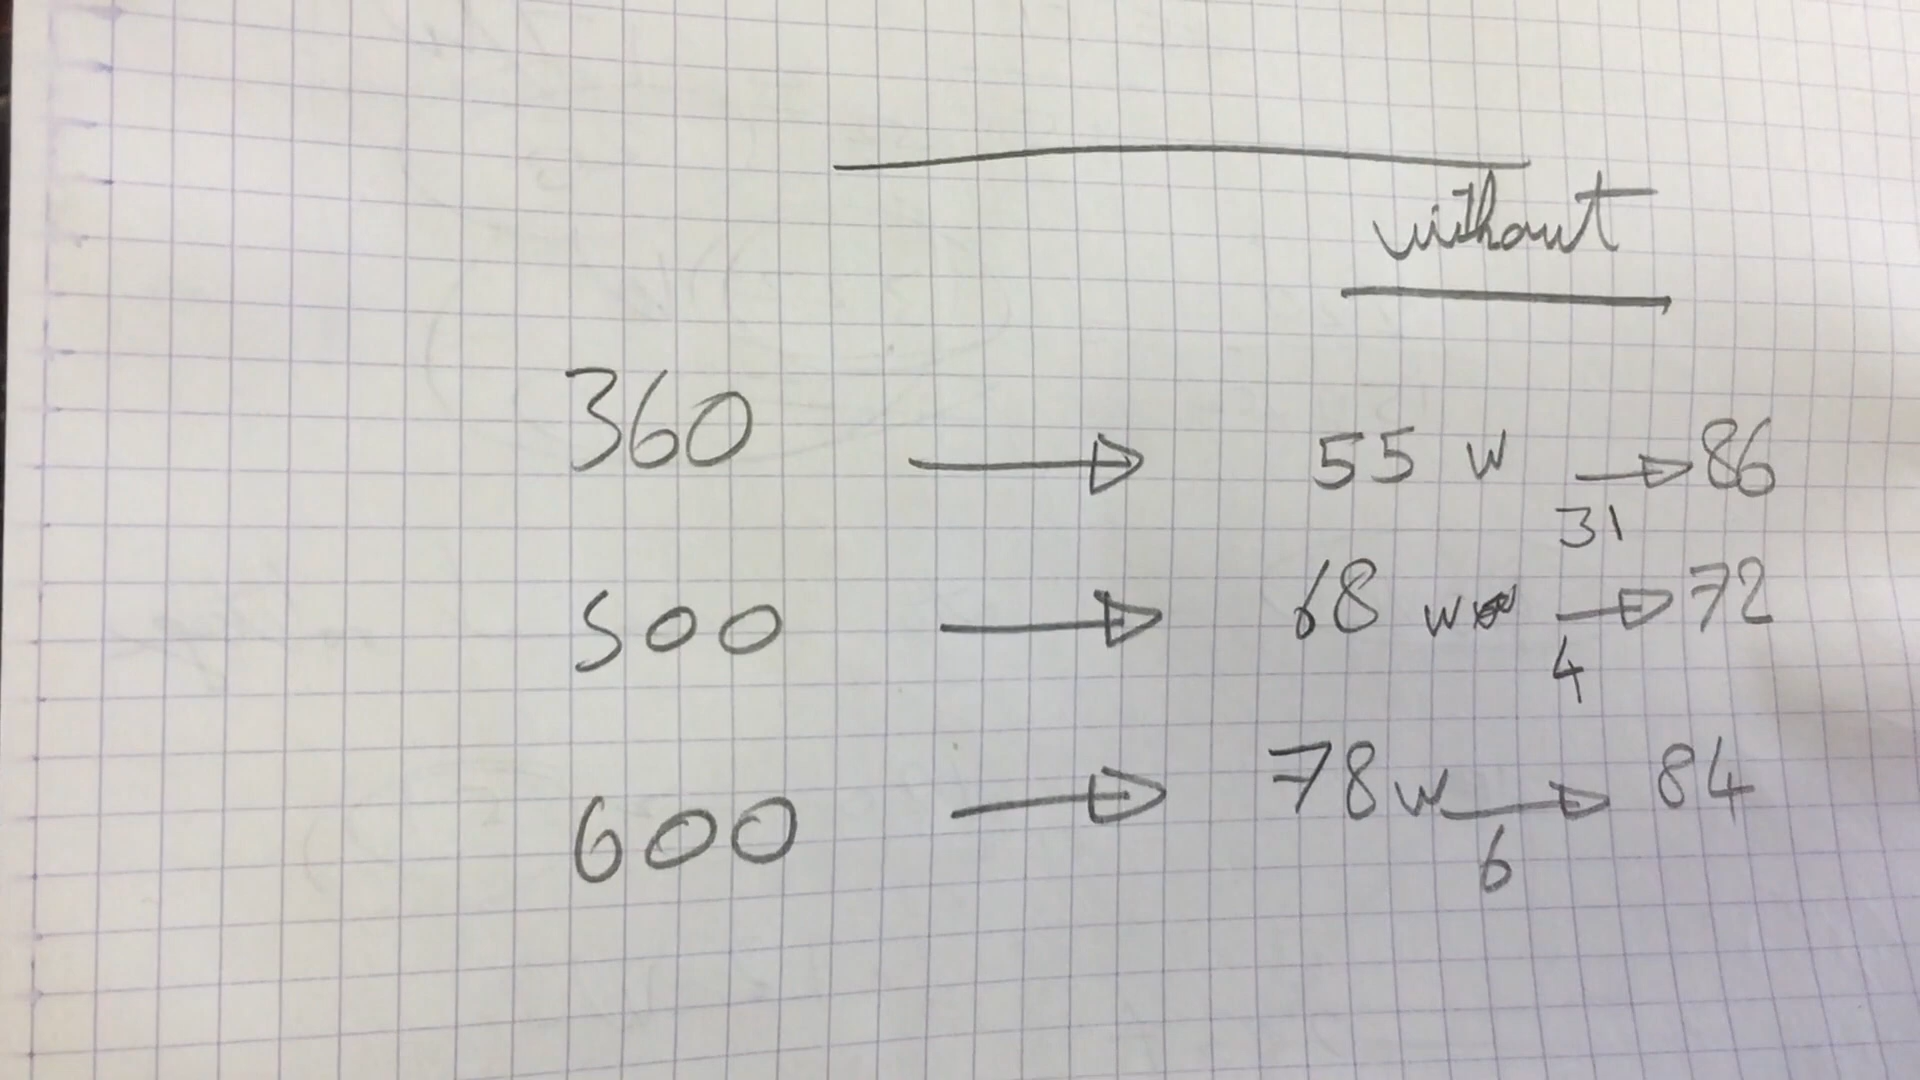 without
360 → 55 w → 86
31
500 → 68 w → 72
4
600 → 78 w → 84
6